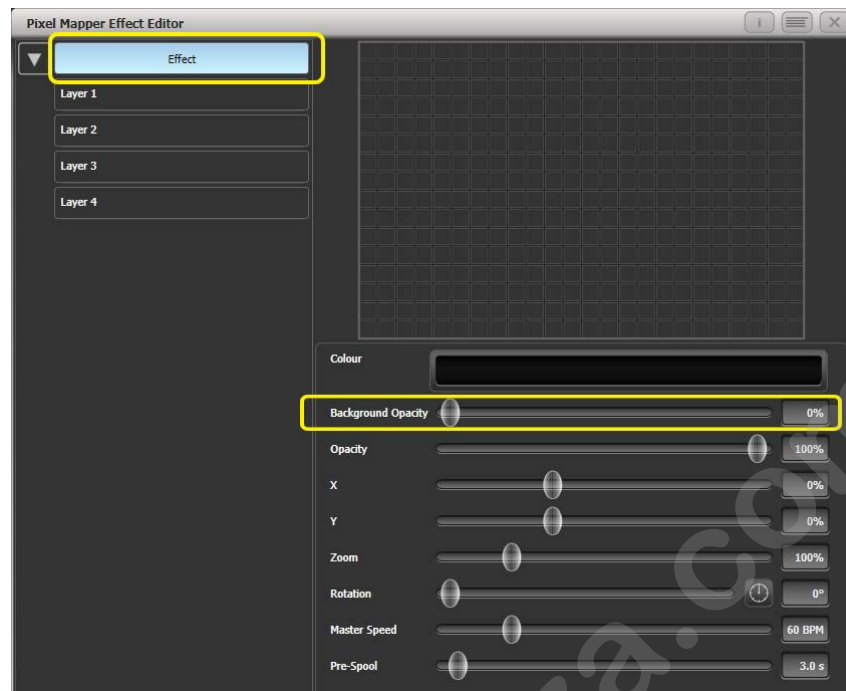 Pixel Mapper Effect Editor
i
Effect
Layer 1
Layer 2
Layer 3
Layer 4
Colour
Background Opacity 0%
Opacity 100%
X 0%
Y 0%
Zoom 100%
Rotation 0°
Master Speed 60 BPM
Pre-Spool 3.0 s